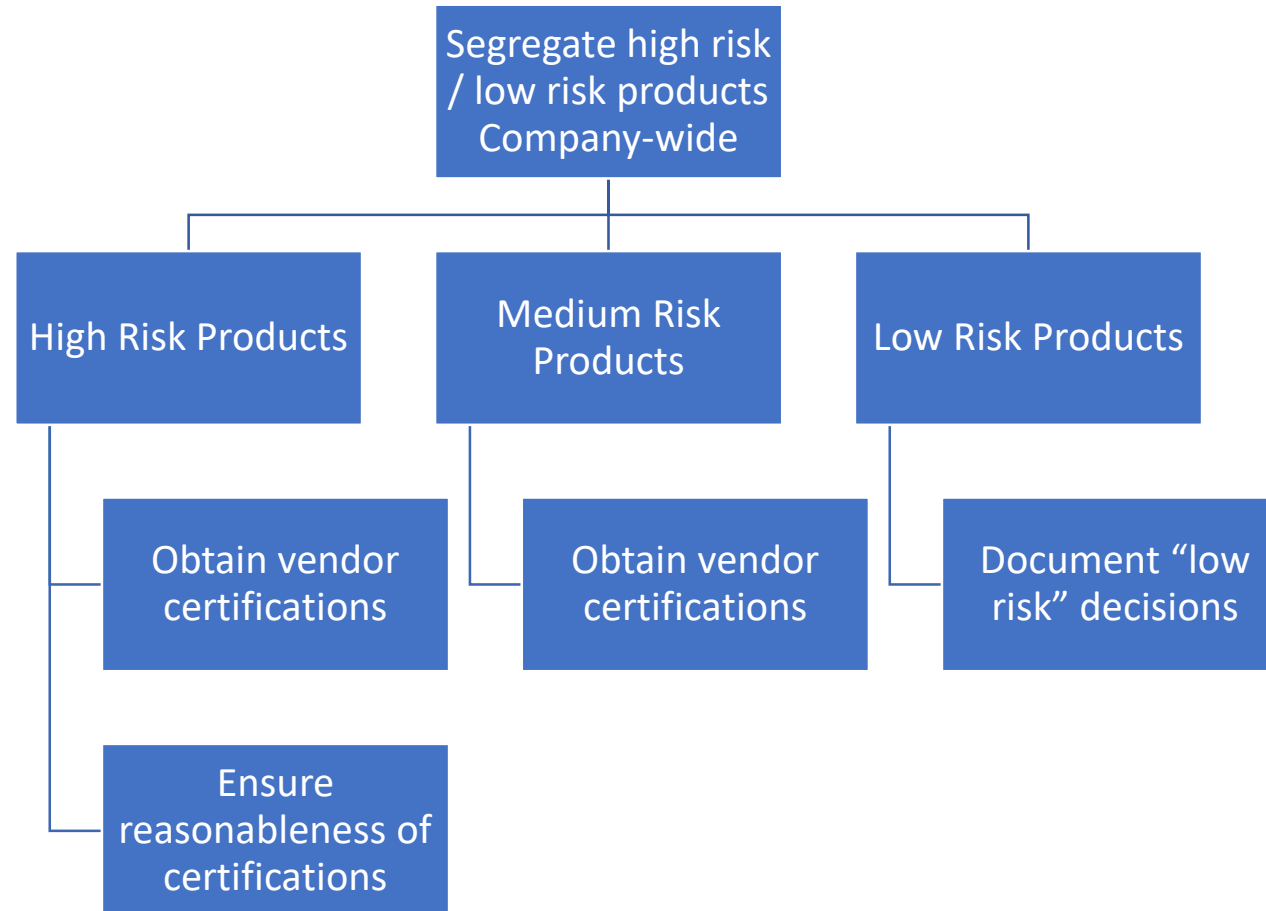 Segregate high risk
/ low risk products
Company-wide
High Risk Products
Medium Risk
Products
Low Risk Products
Obtain vendor
certifications
Obtain vendor
certifications
Document “low
risk” decisions
Ensure
reasonableness of
certifications